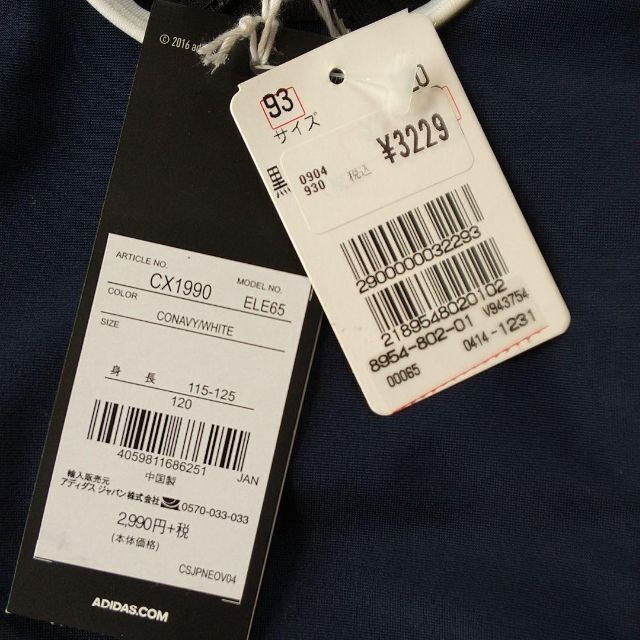 © 2016
ARTICLE NO.
CX1990
MODEL NO.
COLOR
ELE65
CONAVY/WHITE
SIZE
身長 115-125
120
4059811686251 JAN
中国製
輸入販売元
アディダス ジャパン株式会社 0570-033-033
2,990円+税
(本体価格)
CSJPNEOV04
ADIDAS.COM
93
サイズ
黒
¥3229
0904
930
税込
2900000032293
2189548020102
V943754
8954-802-01
0414-1231
00065